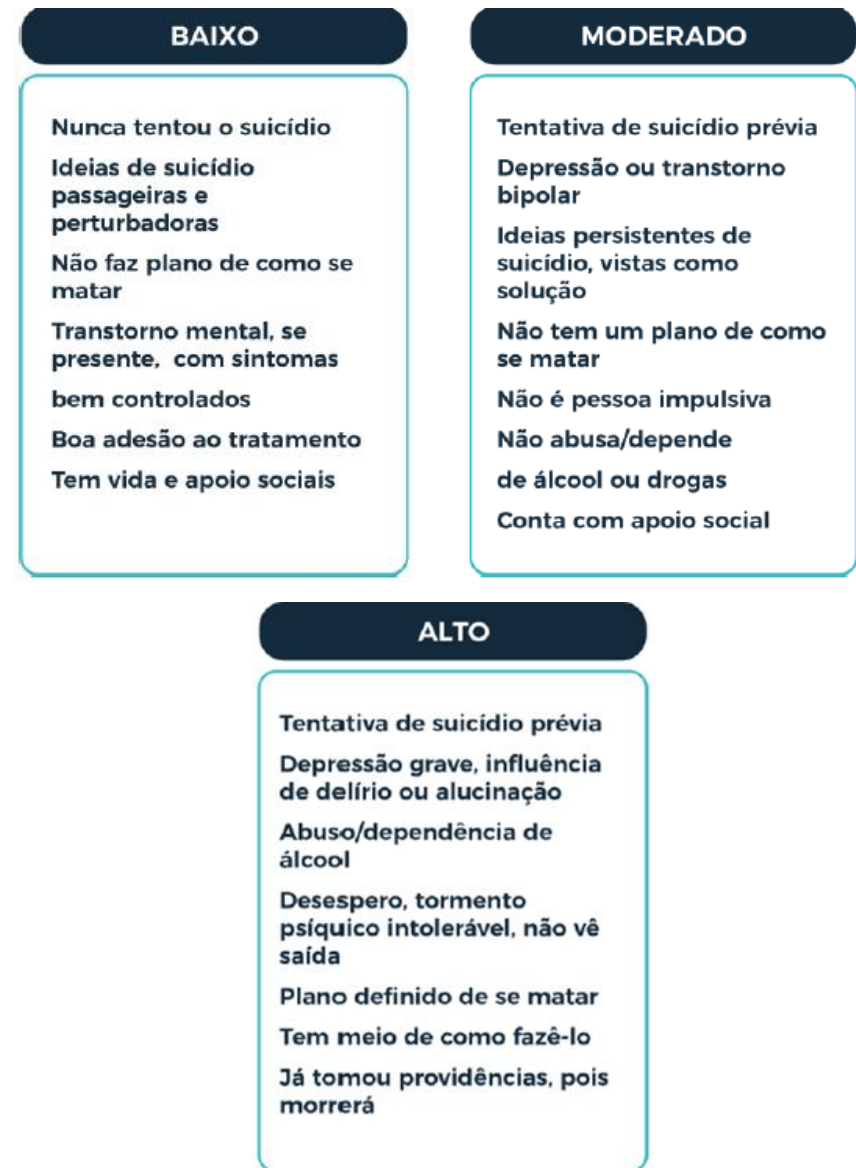 BAIXO
Nunca tentou o suicídio
Ideias de suicídio
passageiras e
perturbadoras
Não faz plano de como se
matar
Transtorno mental, se
presente, com sintomas
bem controlados
Boa adesão ao tratamento
Tem vida e apoio sociais
MODERADO
Tentativa de suicídio prévia
Depressão ou transtorno
bipolar
Ideias persistentes de
suicídio, vistas como
solução
Não tem um plano de como
se matar
Não é pessoa impulsiva
Não abusa/depende
de álcool ou drogas
Conta com apoio social
ALTO
Tentativa de suicídio prévia
Depressão grave, influência
de delírio ou alucinação
Abuso/dependência de
álcool
Desespero, tormento
psíquico intolerável, não vê
saída
Plano definido de se matar
Tem meio de como fazê-lo
Já tomou providências, pois
morrerá